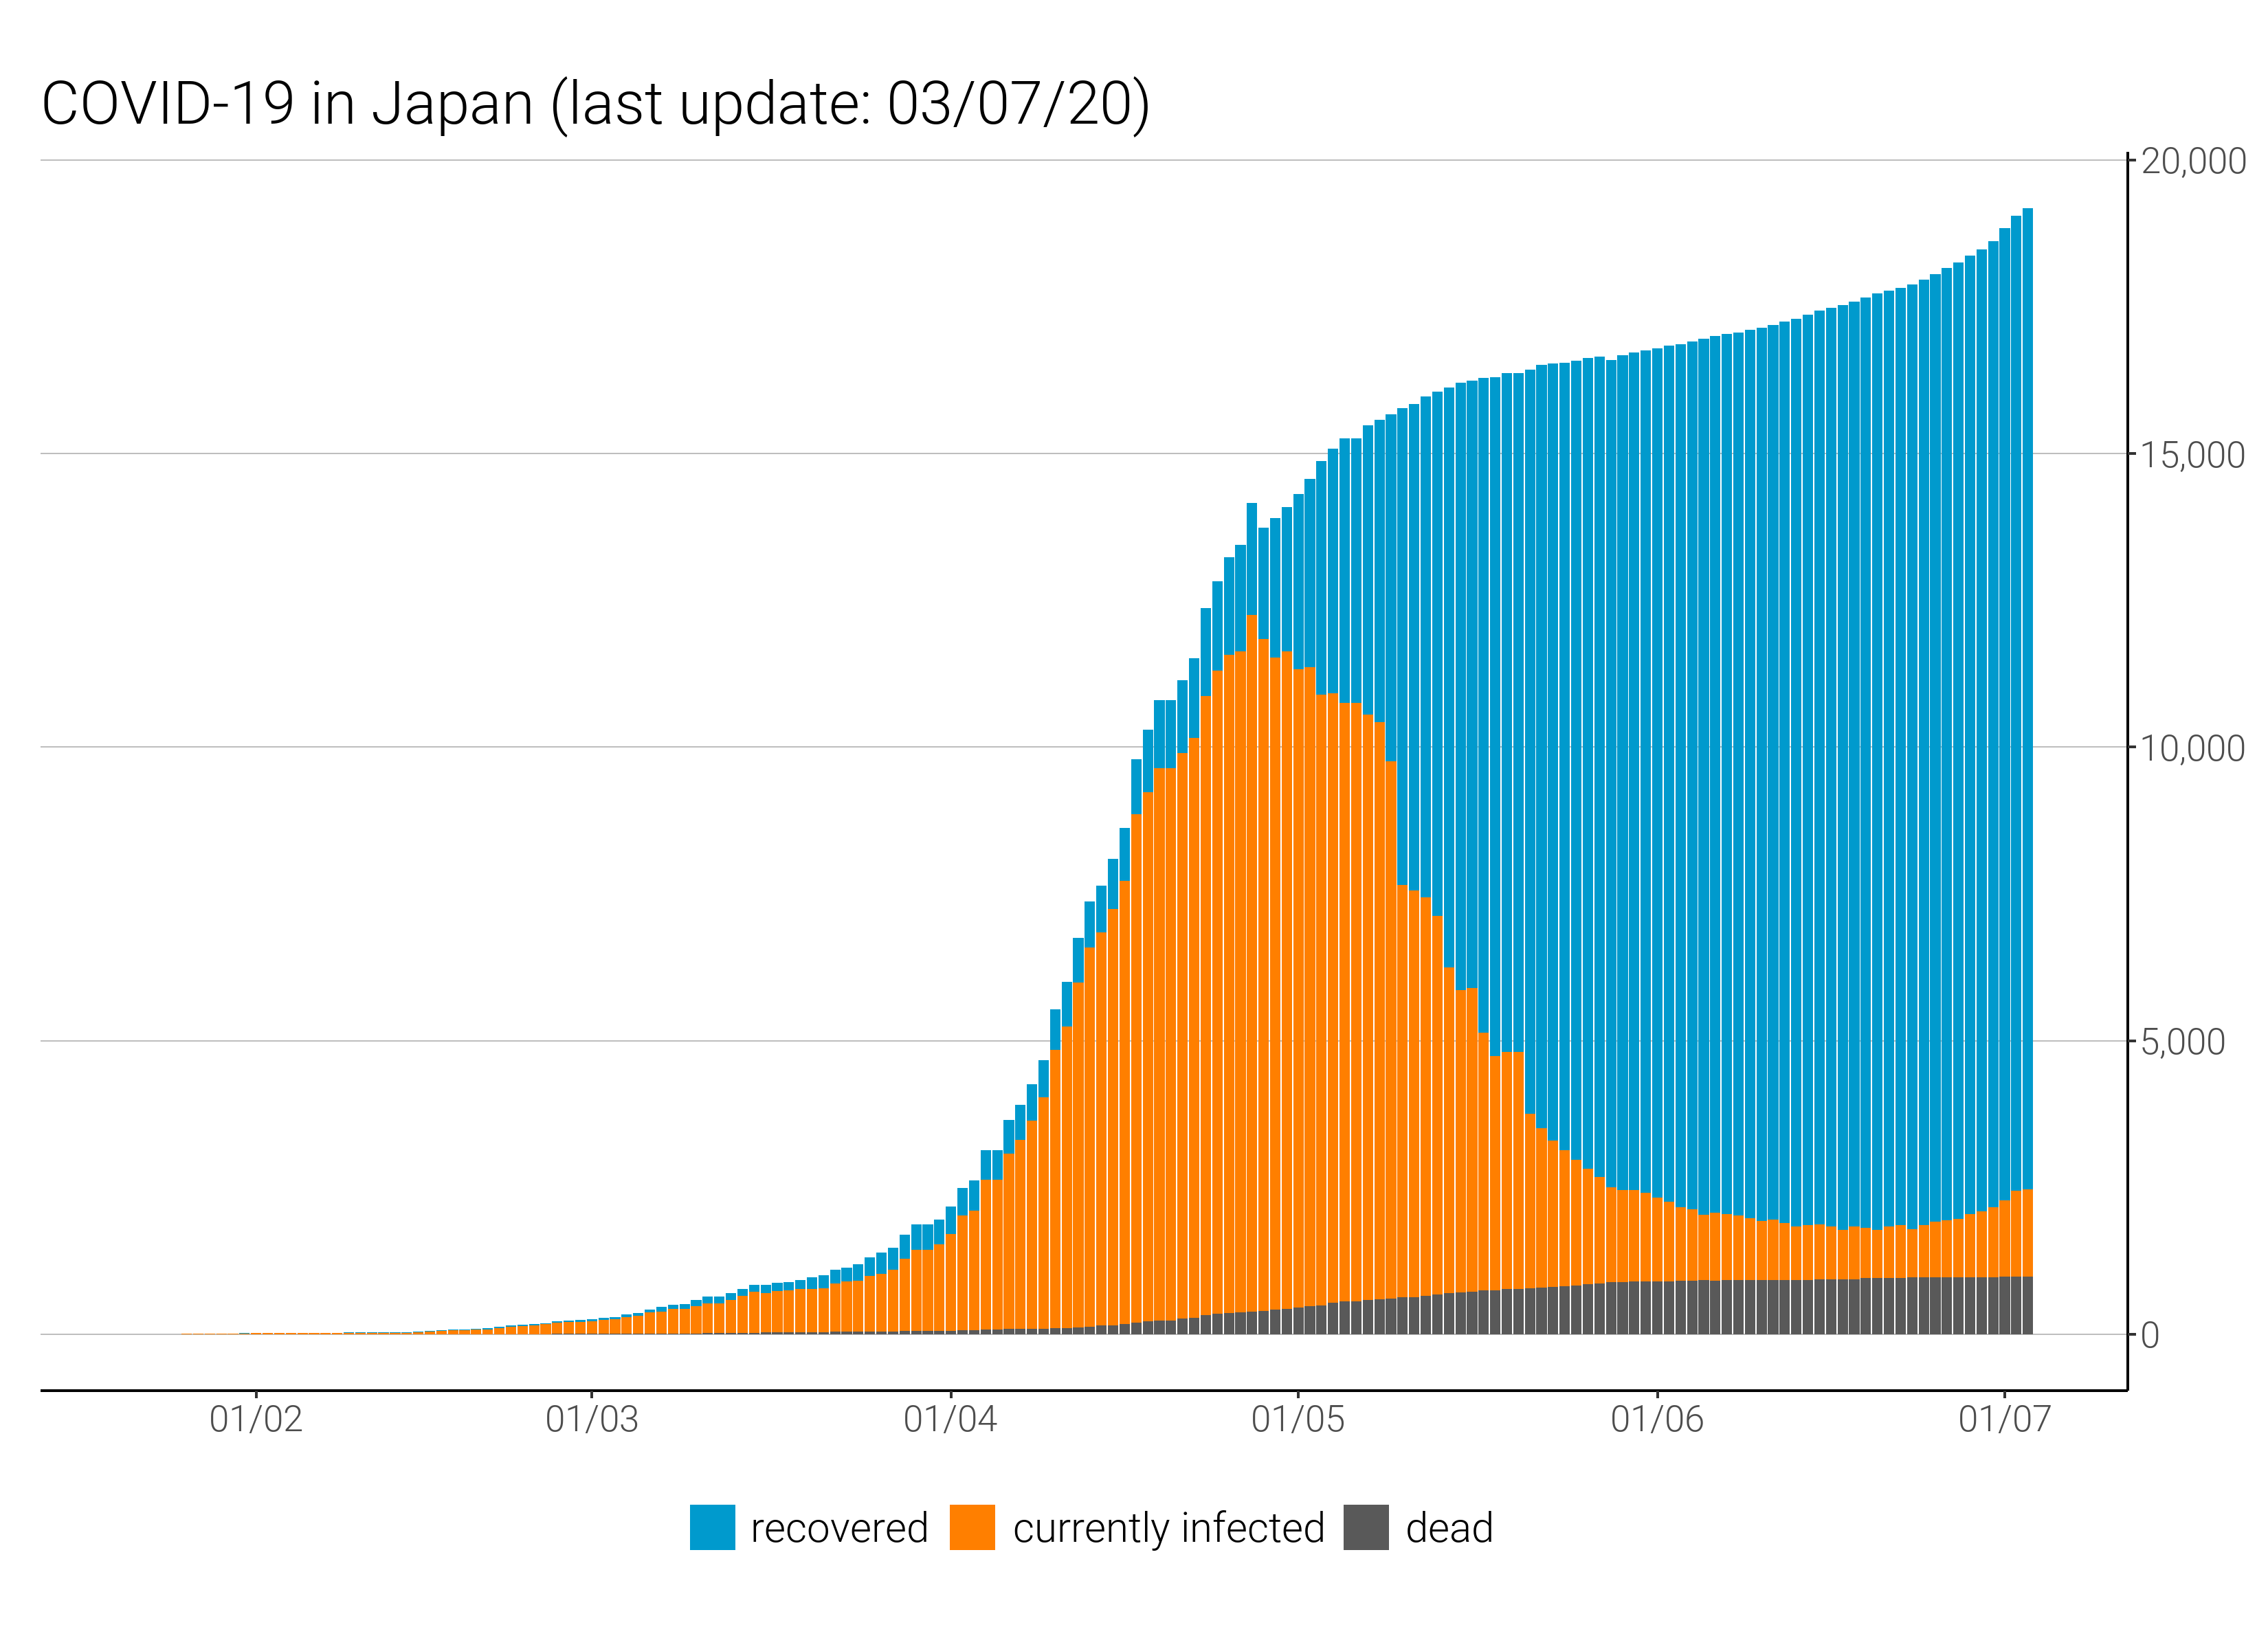 COVID-19 in Japan (last update: 03/07/20)
20,000
15,000
10,000
5,000
0
01/02 01/03 01/04 01/05 01/06 01/07
recovered currently infected dead